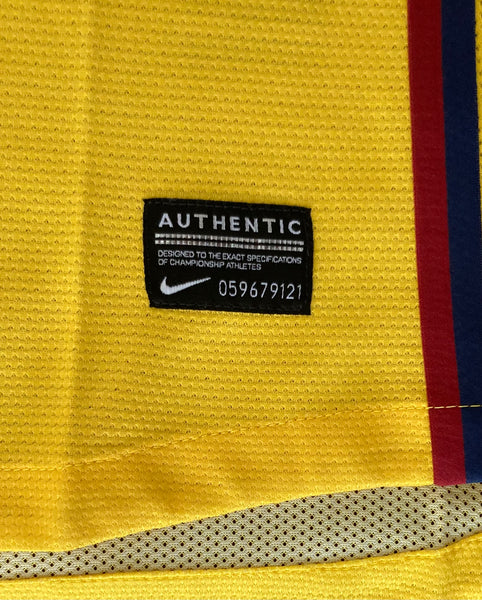 AUTHENTIC
DESIGNED TO THE EXACT SPECIFICATIONS
OF CHAMPIONSHIP ATHLETES
059679121